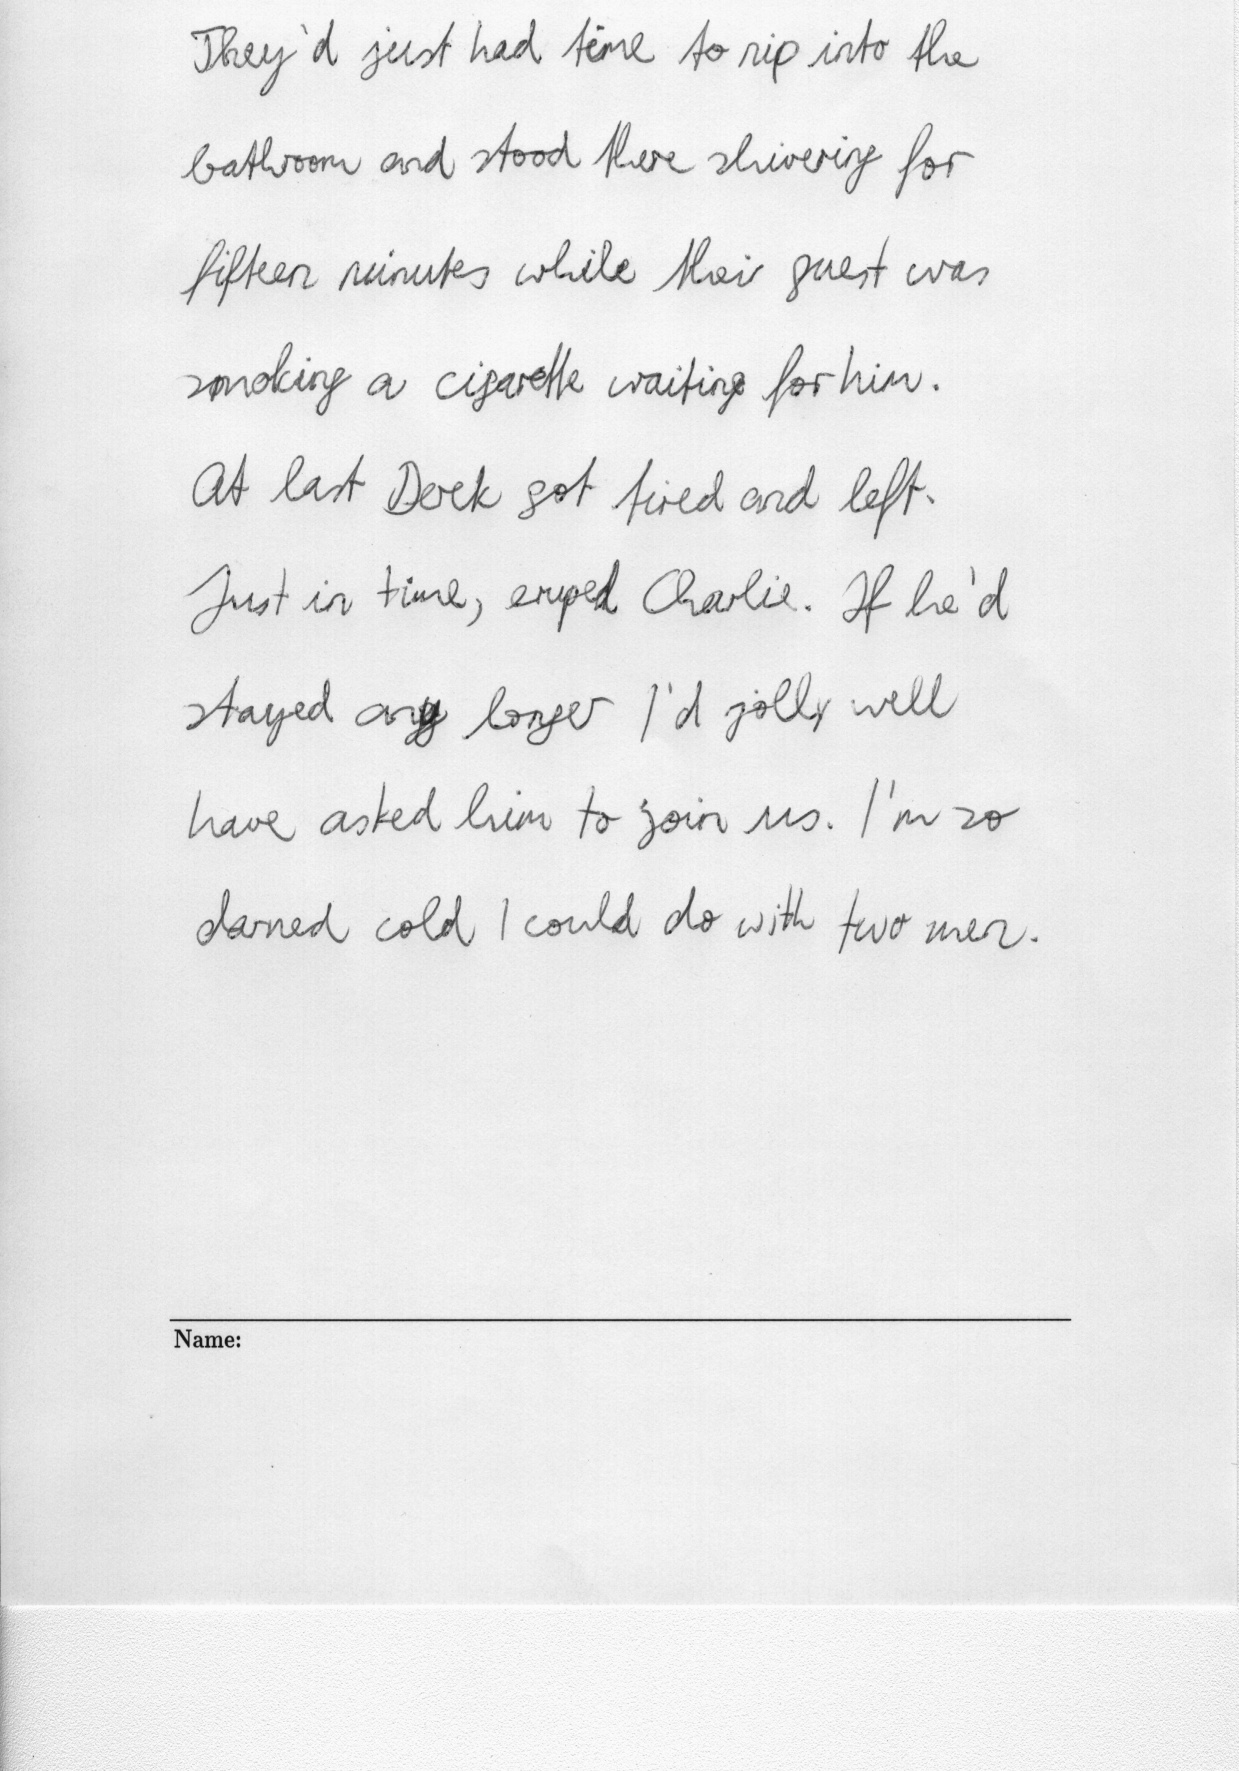 They'd just had time to nip into the
bathroom and stood there shivering for
fifteen minutes while their guest was
smoking a cigarette waiting for him.
At last Derek got tired and left.
Just in time, Charlie. If he'd
stayed any longer I'd jolly well
have asked him to join us. I'm so
darned cold I could do with two men.
Name: